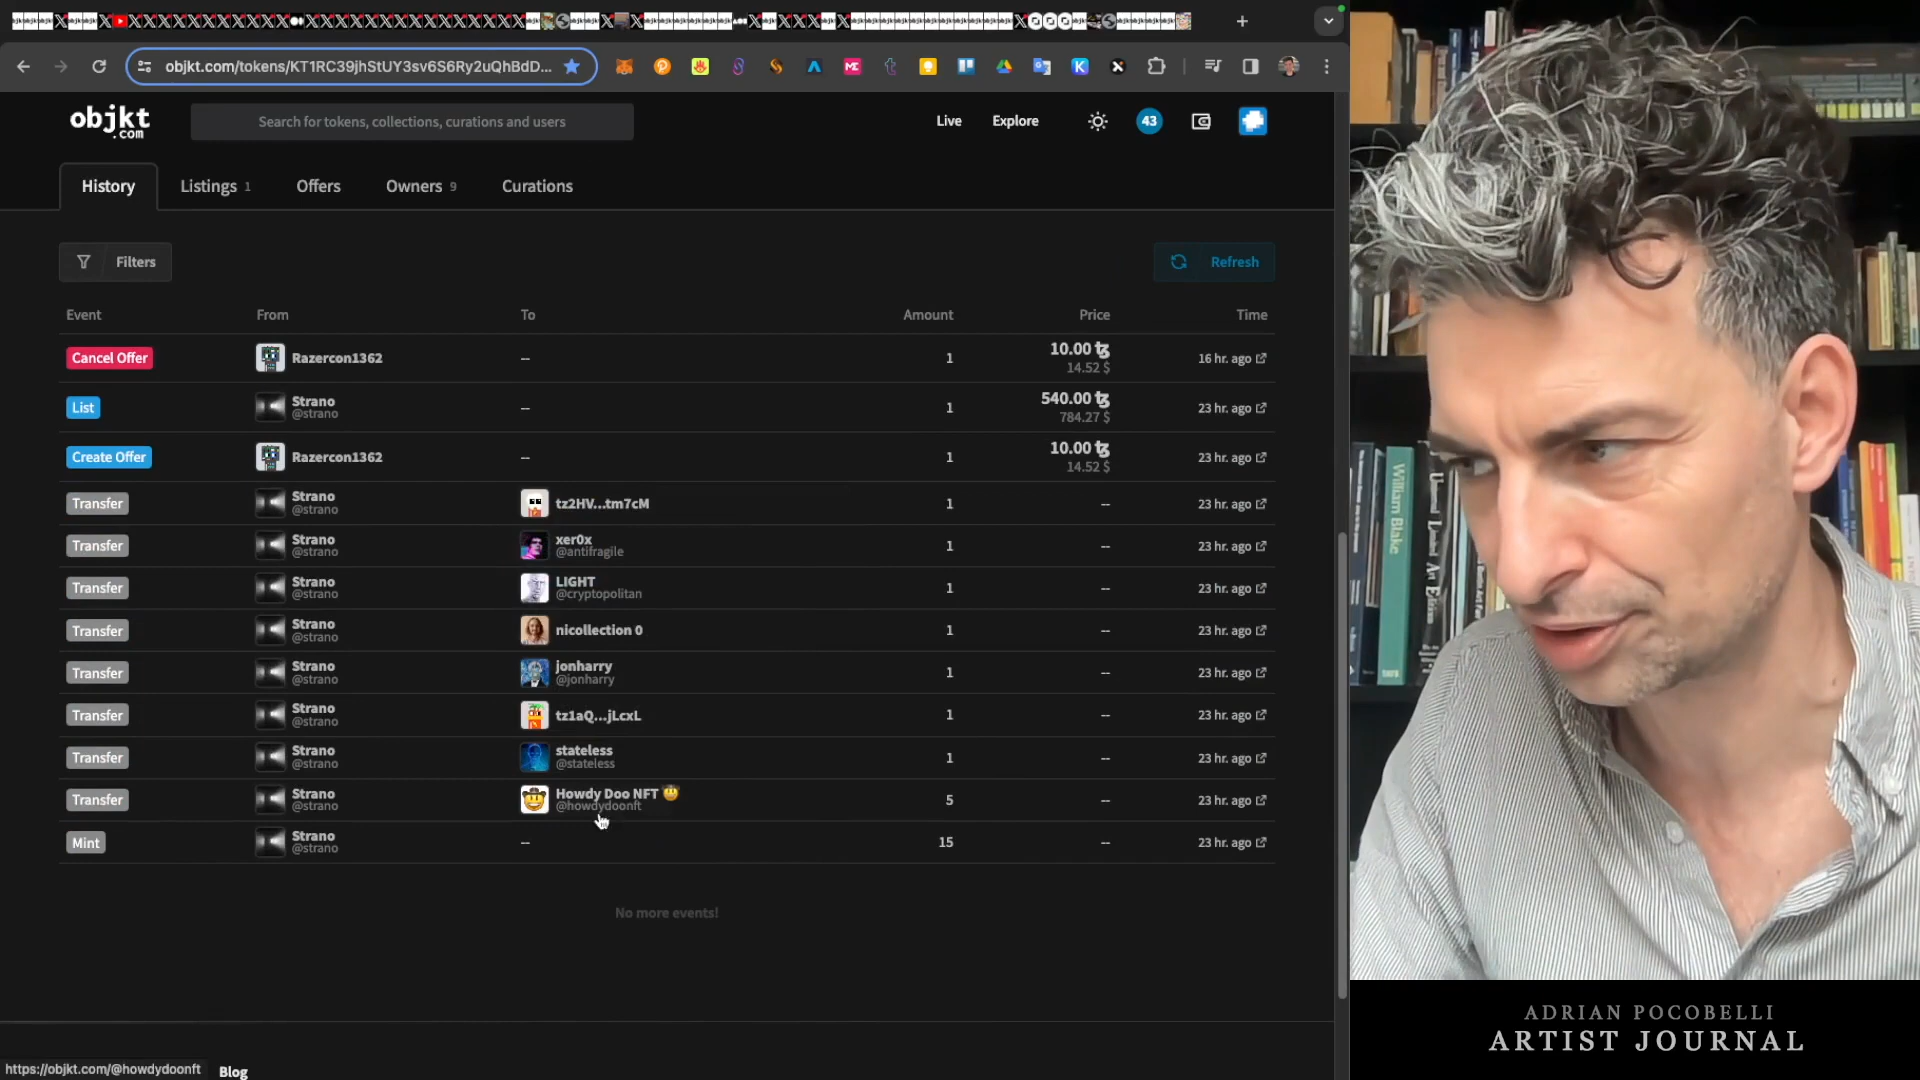 objkt.com/tokens/KT1RC39jhStUY3sv6S6Ry2uQhBdD...
objkt
.com
Search for tokens, collections, curations and users
Live
Explore
43
History
Listings 1
Offers
Owners 9
Curations
Filters
Refresh
Event From To Amount Price Time
Cancel Offer Razercon1362 -- 1 10.00 ꜩ 16 hr. ago
14.52 $
List Strano -- 1 540.00 ꜩ 23 hr. ago
@strano 784.27 $
Create Offer Razercon1362 -- 1 10.00 ꜩ 23 hr. ago
14.52 $
Transfer Strano tz2HV...tm7cM 1 -- 23 hr. ago
@strano
Transfer Strano xer0x 1 -- 23 hr. ago
@strano @antifragile
Transfer Strano LIGHT 1 -- 23 hr. ago
@strano @cryptopolitan
Transfer Strano nicollection 0 1 -- 23 hr. ago
@strano
Transfer Strano jonharry 1 -- 23 hr. ago
@strano @jonharry
Transfer Strano tz1aQ...jLcxL 1 -- 23 hr. ago
@strano
Transfer Strano stateless 1 -- 23 hr. ago
@strano @stateless
Transfer Strano Howdy Doo NFT 🤠 5 -- 23 hr. ago
@strano @howdydoonft
Mint Strano -- 15 -- 23 hr. ago
@strano
No more events!
https://objkt.com/@howdydoonft
Blog
William Blake
ADRIAN POCOBELLI
ARTIST JOURNAL